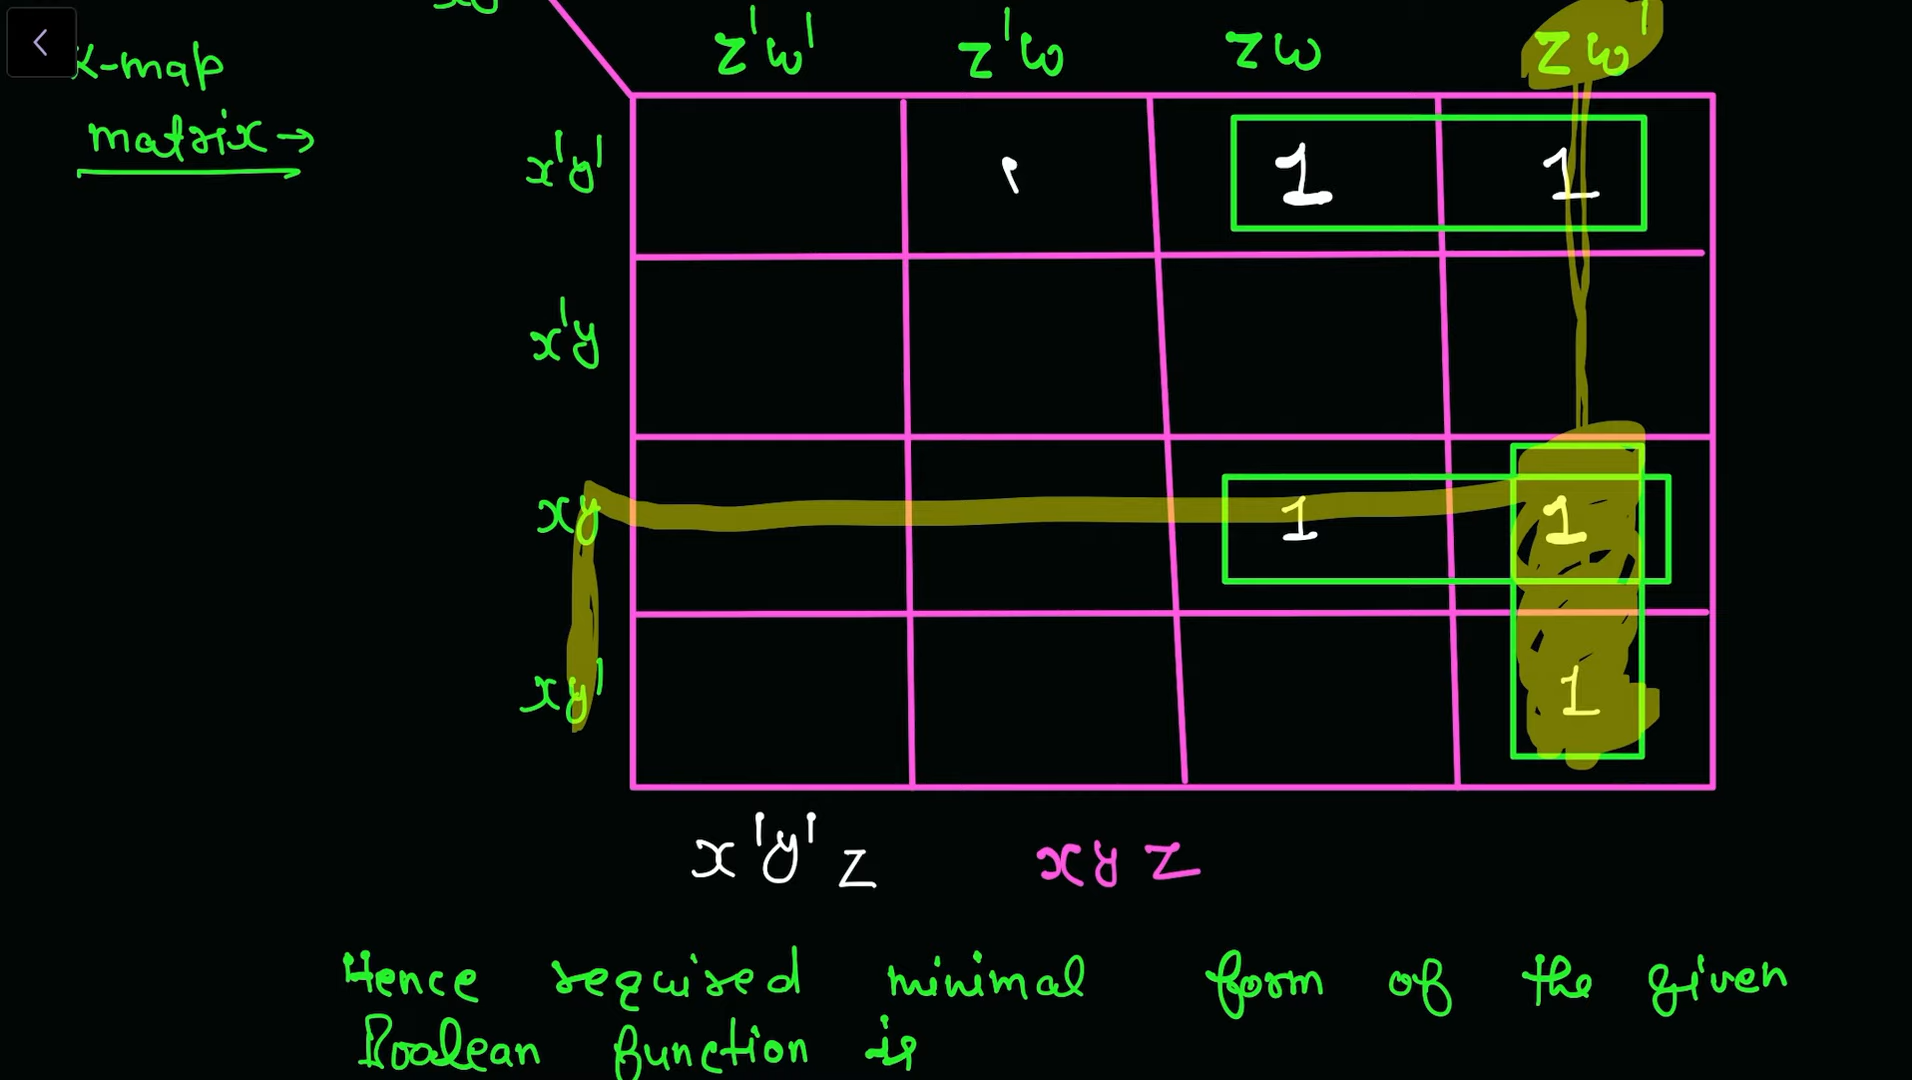 xy
z'w' z'w zw zw'
K-map
matrix→
x'y' 1 1
x'y
xy 1 1
xy' 1
x'y'z xyz
Hence required minimal form of the given
Boolean function is